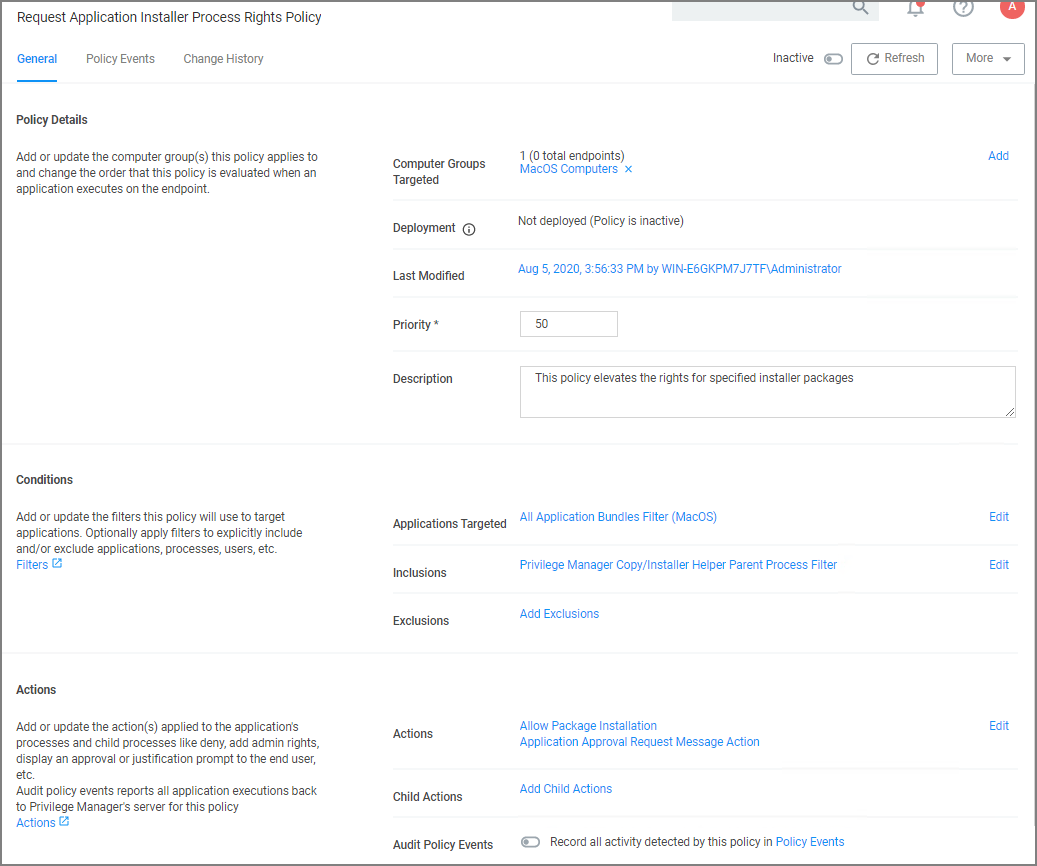 Request Application Installer Process Rights Policy
A
General
Policy Events
Change History
Inactive
Refresh
More
Policy Details
Add or update the computer group(s) this policy applies to
and change the order that this policy is evaluated when an
application executes on the endpoint.
Computer Groups
Targeted
1 (0 total endpoints)
MacOS Computers ×
Add
Deployment
Not deployed (Policy is inactive)
Last Modified
Aug 5, 2020, 3:56:33 PM by WIN-E6GKPM7J7TF\Administrator
Priority *
50
Description
This policy elevates the rights for specified installer packages
Conditions
Add or update the filters this policy will use to target
applications. Optionally apply filters to explicitly include
and/or exclude applications, processes, users, etc.
Filters
Applications Targeted
All Application Bundles Filter (MacOS)
Edit
Inclusions
Privilege Manager Copy/Installer Helper Parent Process Filter
Edit
Exclusions
Add Exclusions
Actions
Add or update the action(s) applied to the application's
processes and child processes like deny, add admin rights,
display an approval or justification prompt to the end user,
etc.
Audit policy events reports all application executions back
to Privilege Manager's server for this policy
Actions
Actions
Allow Package Installation
Application Approval Request Message Action
Edit
Child Actions
Add Child Actions
Audit Policy Events
Record all activity detected by this policy in Policy Events